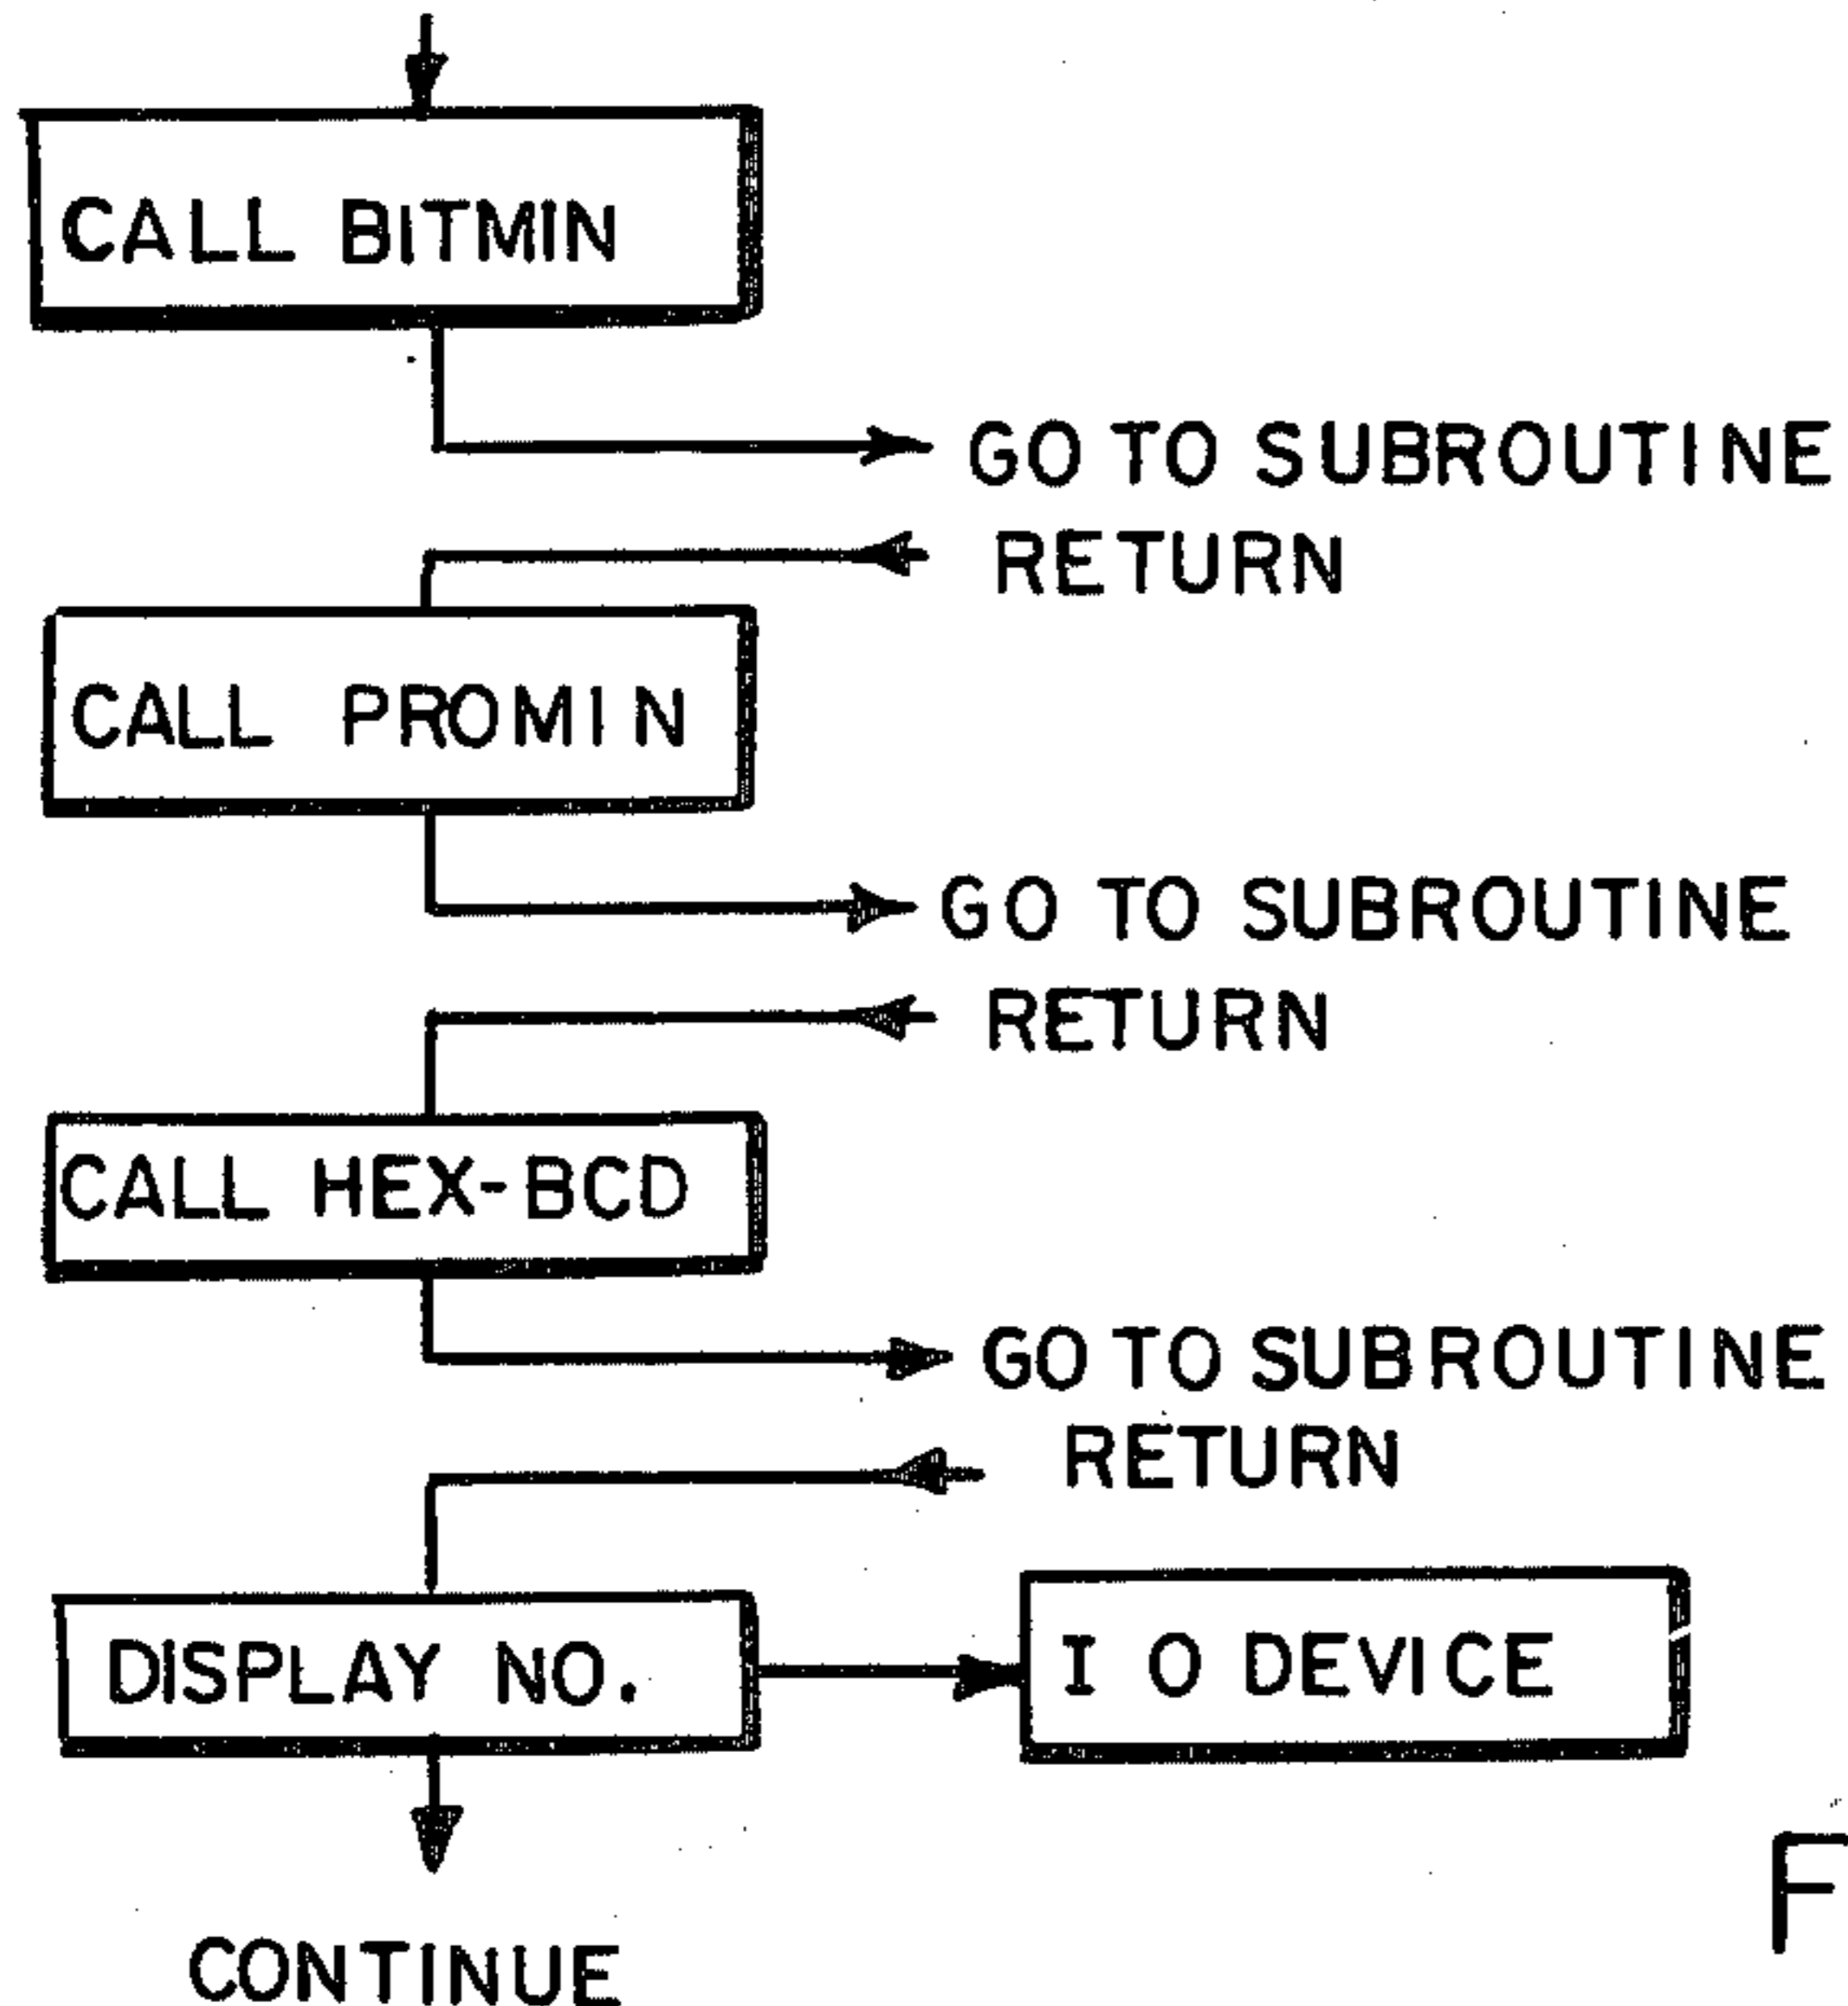 CALL BITMIN
GO TO SUBROUTINE
RETURN
CALL PROMIN
GO TO SUBROUTINE
RETURN
CALL HEX-BCD
GO TO SUBROUTINE
RETURN
DISPLAY NO.
I O DEVICE
F
CONTINUE